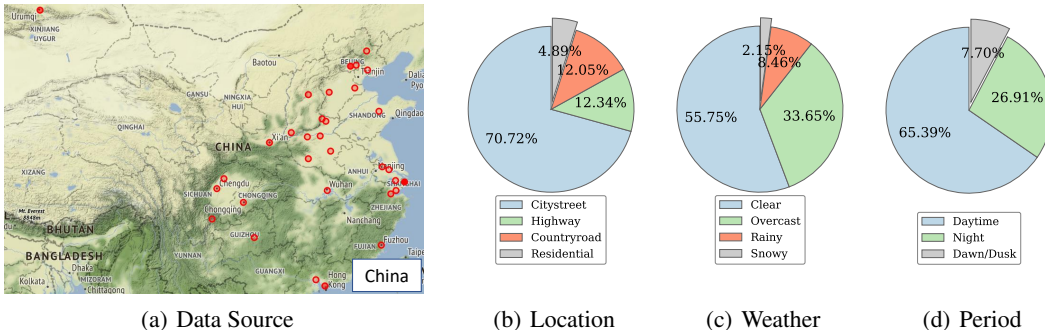 Urumqi
XINJIANG
UYGUR
Baotou
BEIJING
Tianjin
GANSU
NINGXIA
HUI
SHANDONG
Qingdao
QINGHAI
Xi'an
CHINA
XIZANG
ANHUI
Nanjing
SHANGHAI
Chengdu
SICHUAN
CHONGQING
Wuhan
ZHEJIANG
Mt. Everest
8848m
Chongqing
Nanchang
BHUTAN
GUIZHOU
Fuzhou
FUJIAN
BANGLADESH
YUNNAN
Dhaka
GUANGXI
Hong
Kong
Kolkata
MIZORAM
Chittagong
China
(a) Data Source
4.89%
12.05%
12.34%
70.72%
Citystreet
Highway
Countryroad
Residential
(b) Location
2.15%
8.46%
55.75%
33.65%
Clear
Overcast
Rainy
Snowy
(c) Weather
7.70%
26.91%
65.39%
Daytime
Night
Dawn/Dusk
(d) Period